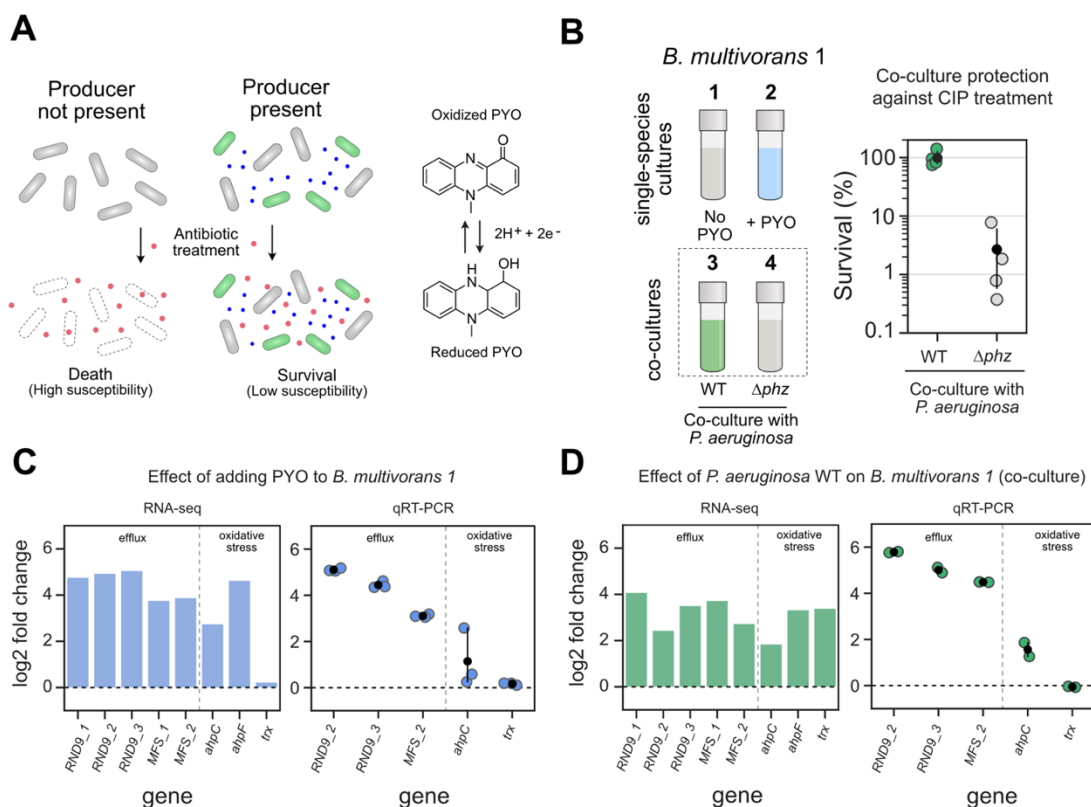 A
Producer
not present
Producer
present
Antibiotic
treatment
Death
(High susceptibility)
Survival
(Low susceptibility)
Oxidized PYO
O
N
N
2H+ + 2e-
H
N
OH
N
Reduced PYO
B
B. multivorans 1
single-species
cultures
1
2
No
PYO
+ PYO
co-cultures
3
4
WT
Δphz
Co-culture with
P. aeruginosa
Co-culture protection
against CIP treatment
Survival (%)
100
10
1
0.1
WT
Δphz
Co-culture with
P. aeruginosa
C
Effect of adding PYO to B. multivorans 1
RNA-seq
efflux
oxidative
stress
log2 fold change
6
4
2
0
RND9_1
RND9_2
RND9_3
MFS_1
MFS_2
ahpC
ahpF
trx
gene
qRT-PCR
efflux
oxidative
stress
6
4
2
0
RND9_2
RND9_3
MFS_2
ahpC
trx
gene
D
Effect of P. aeruginosa WT on B. multivorans 1 (co-culture)
RNA-seq
efflux
oxidative
stress
log2 fold change
6
4
2
0
RND9_1
RND9_2
RND9_3
MFS_1
MFS_2
ahpC
ahpF
trx
gene
qRT-PCR
efflux
oxidative
stress
6
4
2
0
RND9_2
RND9_3
MFS_2
ahpC
trx
gene